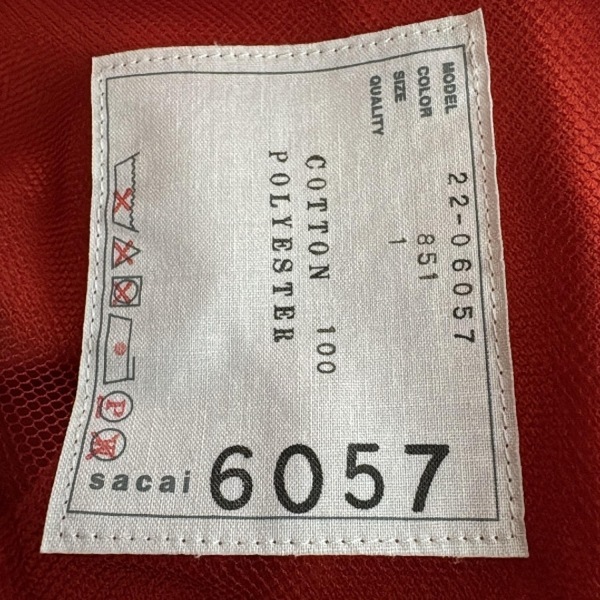 MODEL 22-06057
COLOR 851
SIZE 1
QUALITY
COTTON 100
POLYESTER
P
W
sacai 6057